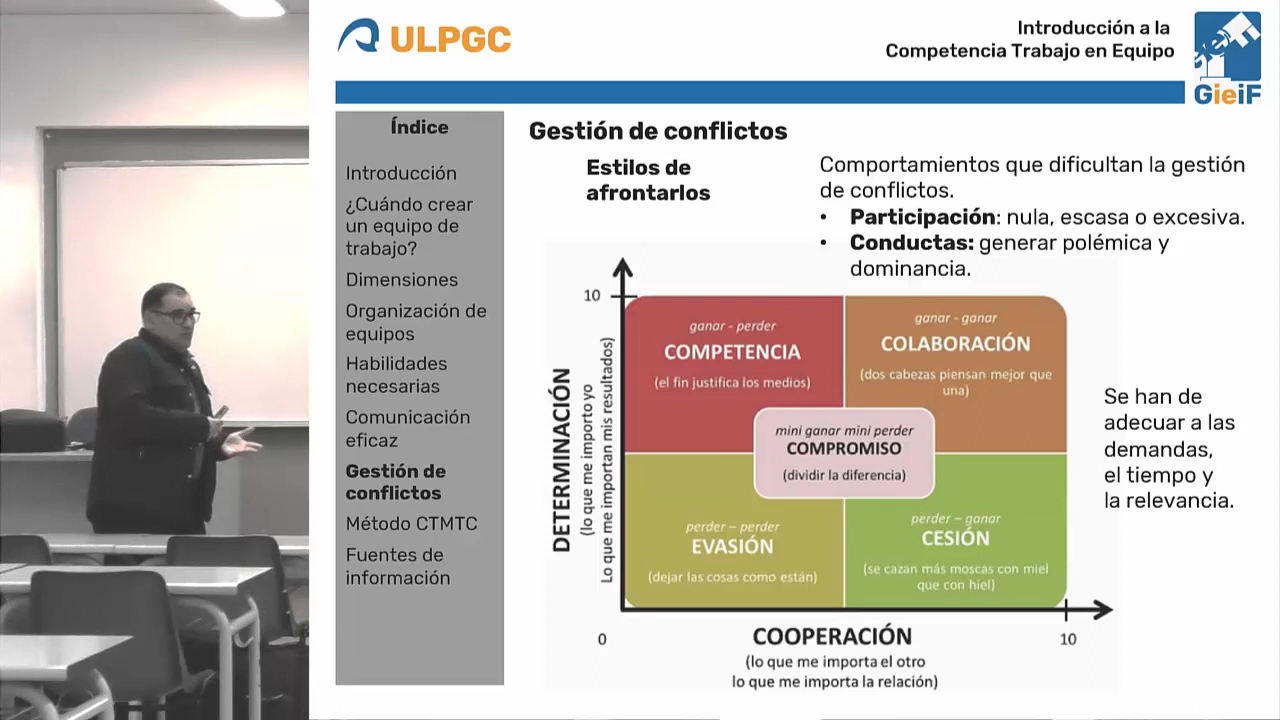 ULPGC
Introducción a la
Competencia Trabajo en Equipo
GieiF
Índice
Introducción
¿Cuándo crear
un equipo de
trabajo?
Dimensiones
Organización de
equipos
Habilidades
necesarias
Comunicación
eficaz
Gestión de
conflictos
Método CTMTC
Fuentes de
información
Gestión de conflictos
Estilos de
afrontarlos
Comportamientos que dificultan la gestión
de conflictos.
• Participación: nula, escasa o excesiva.
• Conductas: generar polémica y
dominancia.
10
DETERMINACIÓN
(lo que me importo yo
Lo que me importan mis resultados)
ganar - perder
COMPETENCIA
(el fin justifica los medios)
ganar - ganar
COLABORACIÓN
(dos cabezas piensan mejor que
una)
mini ganar mini perder
COMPROMISO
(dividir la diferencia)
perder – perder
EVASIÓN
(dejar las cosas como están)
perder – ganar
CESIÓN
(se cazan más moscas con miel
que con hiel)
0
COOPERACIÓN
10
(lo que me importa el otro
lo que me importa la relación)
Se han de
adecuar a las
demandas,
el tiempo y
la relevancia.